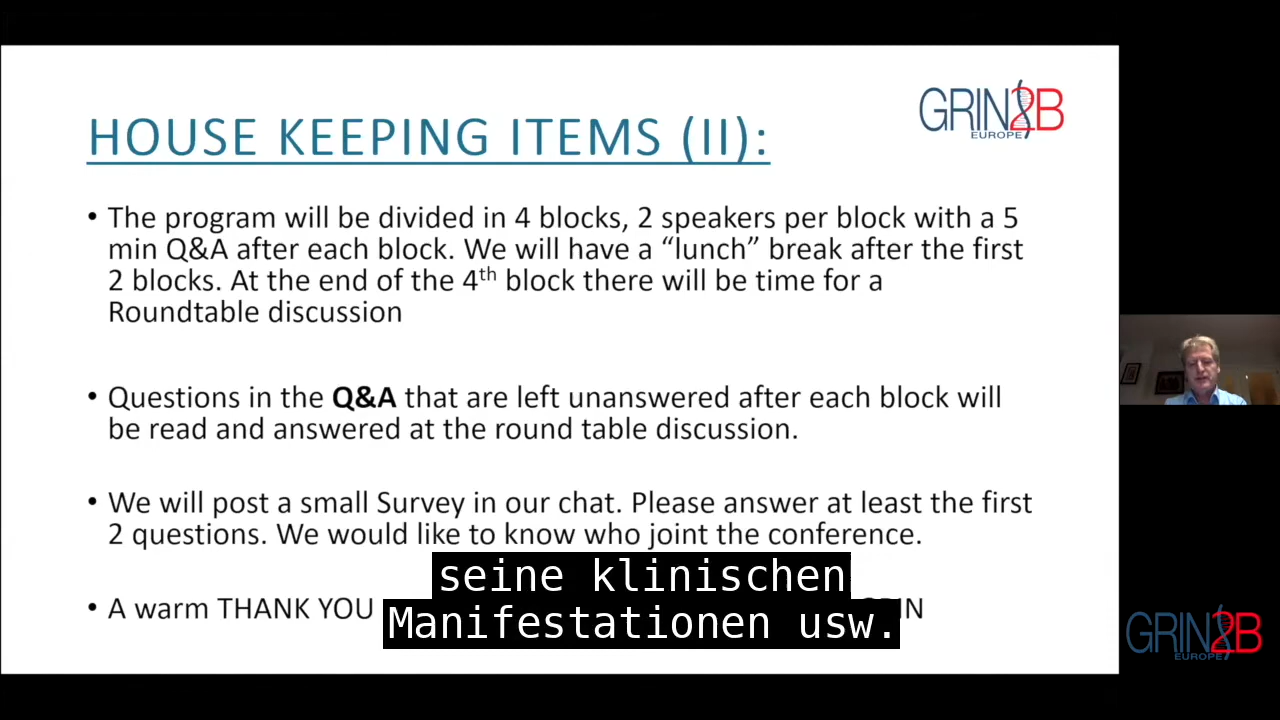 GRIN2B
EUROPE
HOUSE KEEPING ITEMS (II):
• The program will be divided in 4 blocks, 2 speakers per block with a 5
min Q&A after each block. We will have a “lunch” break after the first
2 blocks. At the end of the 4th block there will be time for a
Roundtable discussion
• Questions in the Q&A that are left unanswered after each block will
be read and answered at the round table discussion.
• We will post a small Survey in our chat. Please answer at least the first
2 questions. We would like to know who joint the conference.
• A warm THANK YOU
seine klinischen
Manifestationen usw.
GRIN2B
EUROPE